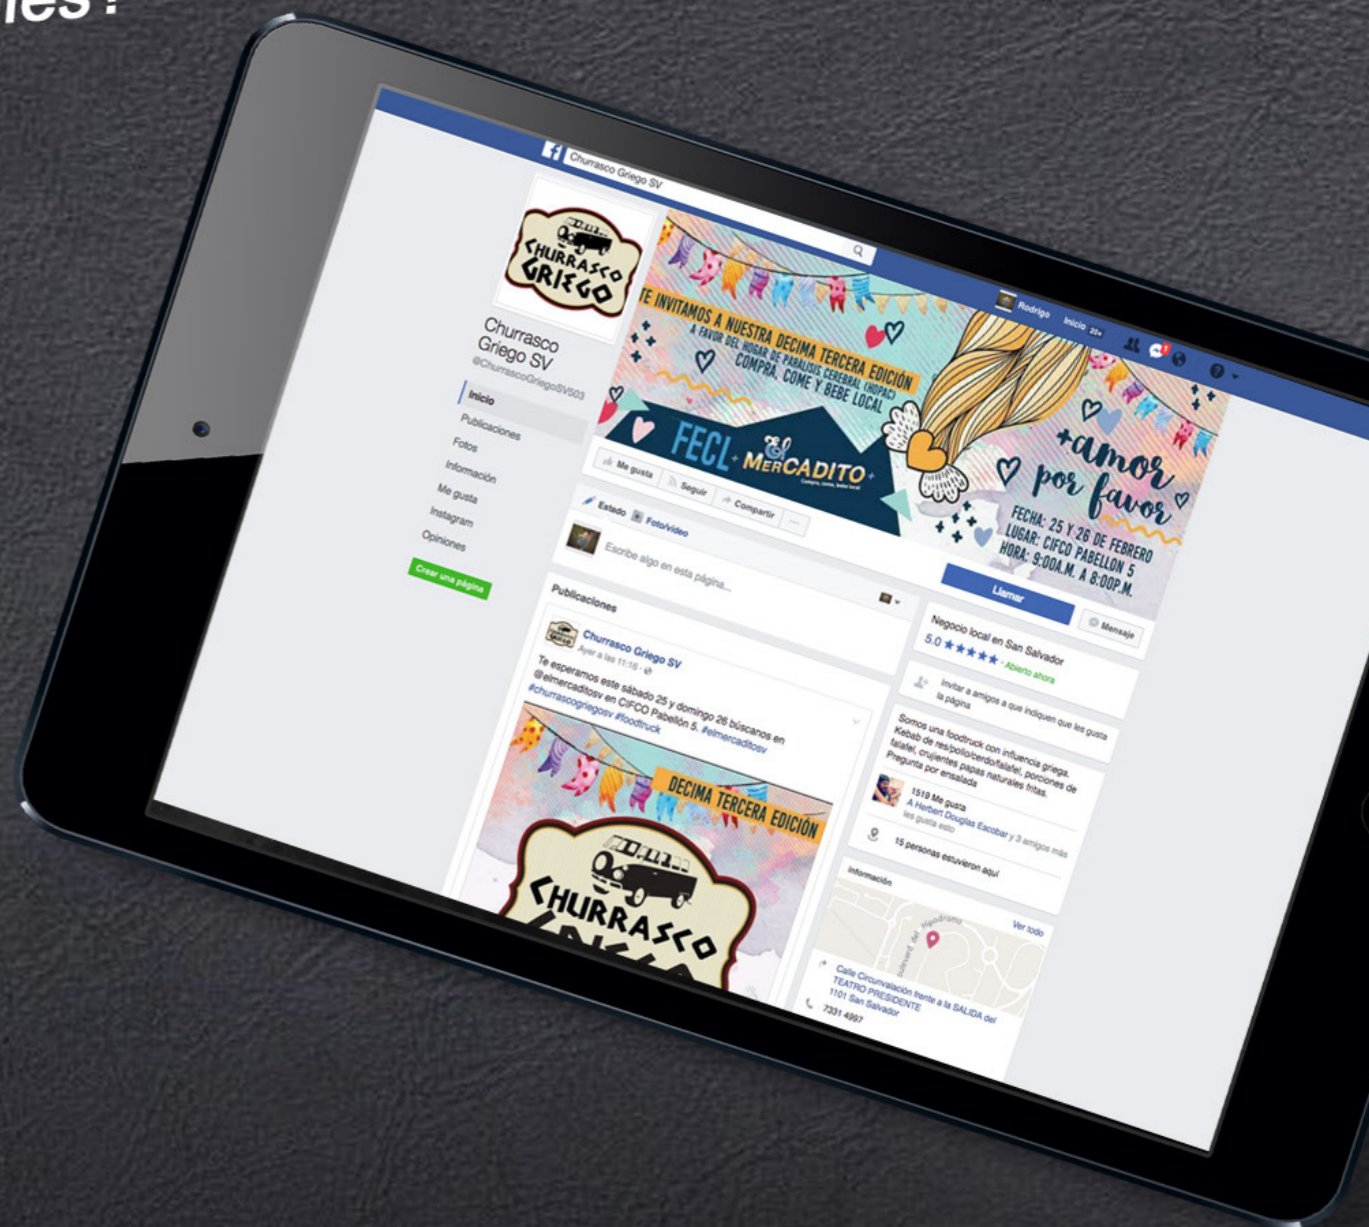 Churrasco Griego SV
Rodrigo Inicio 20+
1
?
CHURRASCO
GRIEGO
Churrasco
Griego SV
@ChurrascoGriegoSV503
Inicio
Publicaciones
Fotos
Información
Me gusta
Instagram
Opiniones
Crear una página
TE INVITAMOS A NUESTRA DECIMA TERCERA EDICIÓN
A FAVOR DEL HOGAR DE PARÁLISIS CEREBRAL (HOPAC)
COMPRA, COME Y BEBE LOCAL
FECL+ El MERCADITO+
Compra, come, bebe local
+amor
por favor
FECHA: 25 Y 26 DE FEBRERO
LUGAR: CIFCO PABELLON 5
HORA: 9:00A.M. A 8:00P.M.
Me gusta Seguir Compartir ...
Estado Foto/vídeo
Escribe algo en esta página...
Publicaciones
Churrasco Griego SV
Ayer a las 11:16 ·
Te esperamos este sábado 25 y domingo 26 búscanos en
@elmercaditosv en CIFCO Pabellón 5. #elmercaditosv
#churrascogriegosv #foodtruck
DECIMA TERCERA EDICIÓN
CHURRASCO
Llamar
Mensaje
Negocio local en San Salvador
5.0 ★★★★★ · Abierto ahora
Invitar a amigos a que indiquen que les gusta
la página
Somos una foodtruck con influencia griega.
Kebab de res/pollo/cerdo/falafel, porciones de
falafel, crujientes papas naturales fritas.
Pregunta por ensalada
1519 Me gusta
A Herbert Douglas Escobar y 3 amigos más
les gusta esto
15 personas estuvieron aquí
Información
Ver todo
Hipodromo
Calle Circunvalación frente a la SALIDA del
TEATRO PRESIDENTE
1101 San Salvador
7331 4997